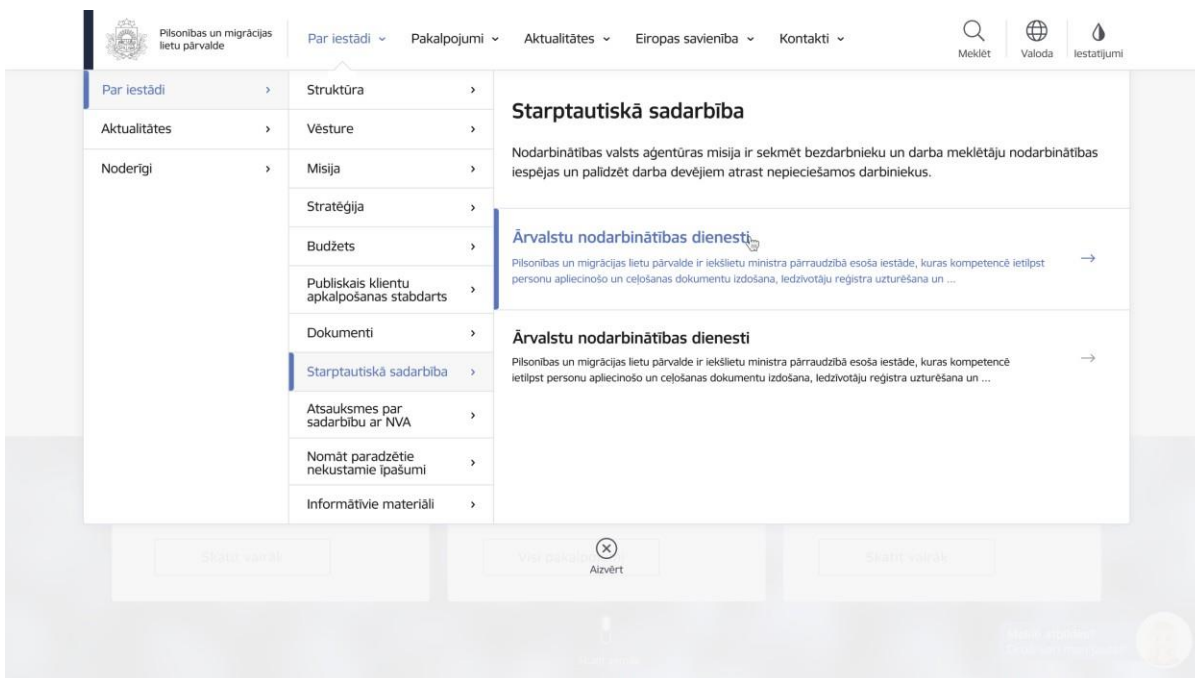 Pilsonības un migrācijas
lietu pārvalde
Par iestādi
Pakalpojumi
Aktualitātes
Eiropas savienība
Kontakti
Meklēt
Valoda
Iestatījumi
Par iestādi
Aktualitātes
Noderīgi
Struktūra
Vēsture
Misija
Stratēģija
Budžets
Publiskais klientu
apkalpošanas stabdarts
Dokumenti
Starptautiskā sadarbība
Atsauksmes par
sadarbību ar NVA
Nomāt paradzētie
nekustamie īpašumi
Informātīvie materiāli
Starptautiskā sadarbība
Nodarbinātības valsts aģentūras misija ir sekmēt bezdarbnieku un darba meklētāju nodarbinātības
iespējas un palīdzēt darba devējiem atrast nepieciešamos darbiniekus.
Ārvalstu nodarbinātības dienesti
Pilsonības un migrācijas lietu pārvalde ir iekšlietu ministra pārraudzībā esoša iestāde, kuras kompetencē ietilpst
personu apliecinošo un ceļošanas dokumentu izdošana, Iedzīvotāju reģistra uzturēšana un ...
Ārvalstu nodarbinātības dienesti
Pilsonības un migrācijas lietu pārvalde ir iekšlietu ministra pārraudzībā esoša iestāde, kuras kompetencē
ietilpst personu apliecinošo un ceļošanas dokumentu izdošana, Iedzīvotāju reģistra uzturēšana un ...
Skatīt vairāk
Skatīt vairāk
Aizvērt